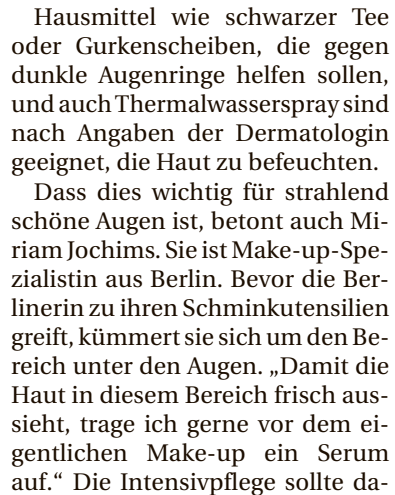 Hausmittel wie schwarzer Tee
oder Gurkenscheiben, die gegen
dunkle Augenringe helfen sollen,
und auch Thermalwasserspray sind
nach Angaben der Dermatologin
geeignet, die Haut zu befeuchten.
Dass dies wichtig für strahlend
schöne Augen ist, betont auch Mi-
riam Jochims. Sie ist Make-up-Spe-
zialistin aus Berlin. Bevor die Ber-
linerin zu ihren Schminkutensilien
greift, kümmert sie sich um den Be-
reich unter den Augen. „Damit die
Haut in diesem Bereich frisch aus-
sieht, trage ich gerne vor dem ei-
gentlichen Make-up ein Serum
auf.“ Die Intensivpflege sollte da-